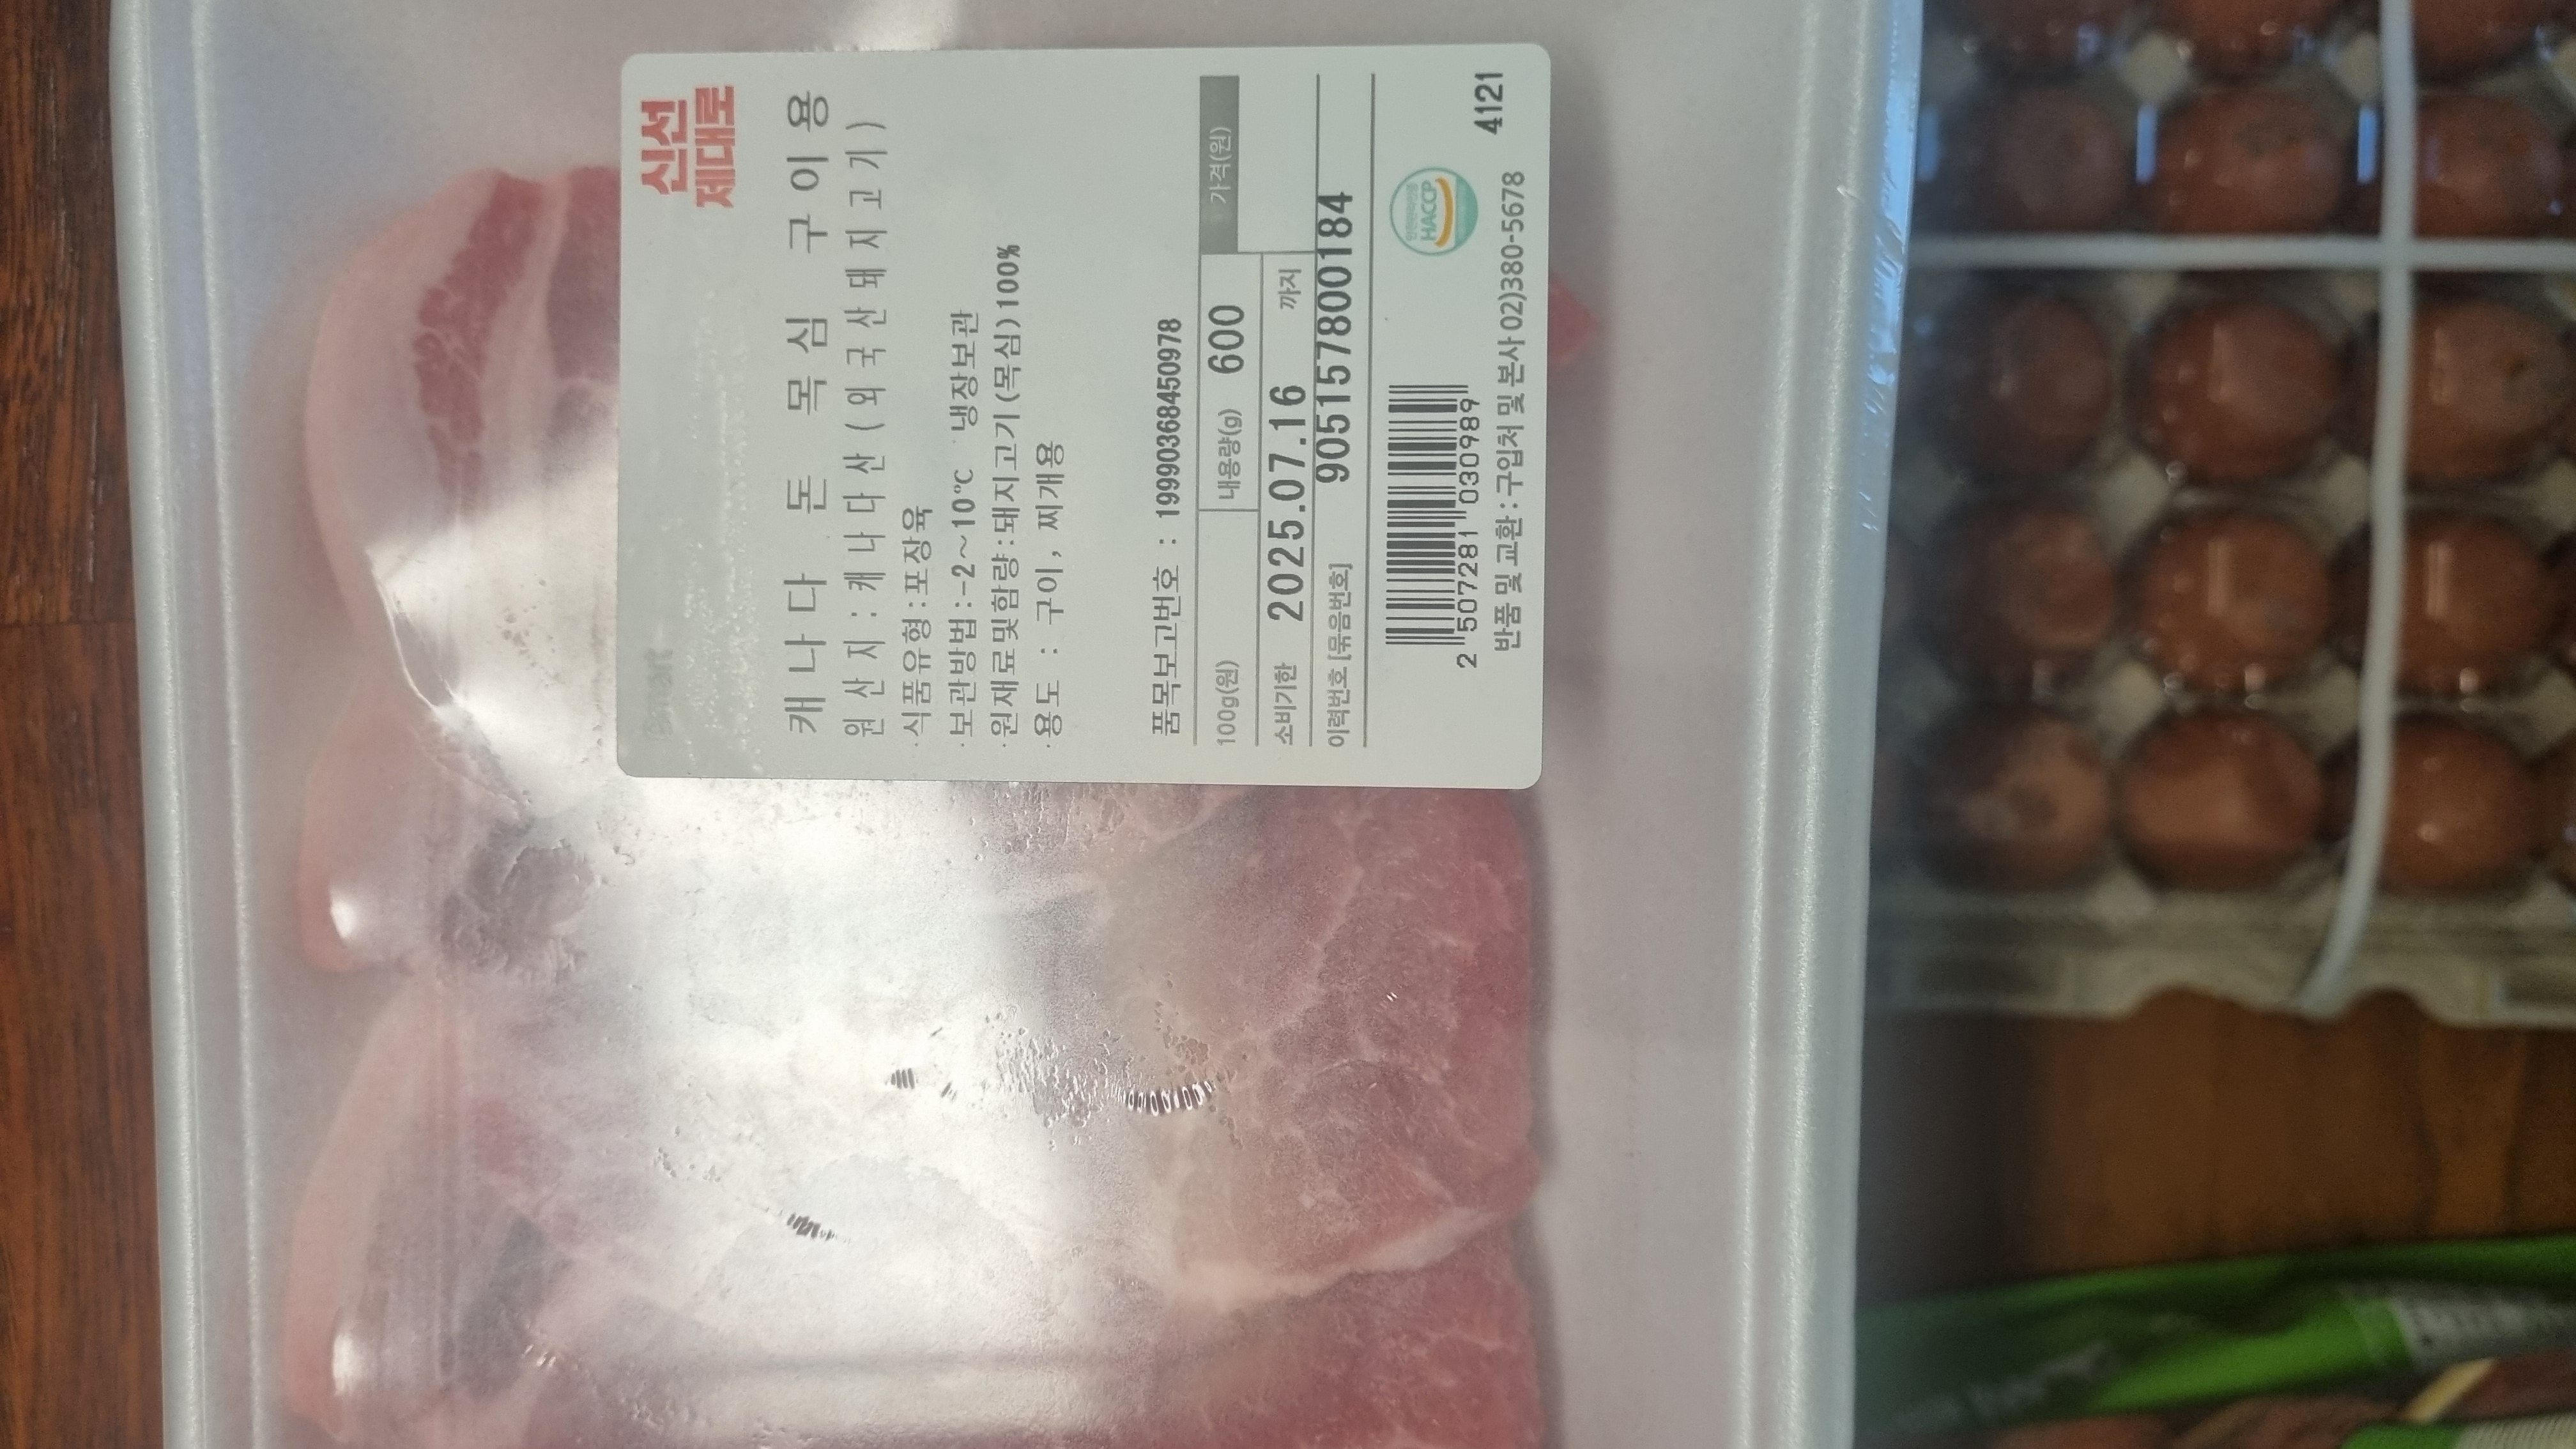 신선
제대로
캐나다 돈 목심 구이용
원산지:캐나다산(외국산돼지고기)
·식품유형:포장육
·보관방법:-2~10℃ 냉장보관
·원재료및함량:돼지고기(목심)100%
·용도 : 구이, 찌개용
품목보고번호 : 1999036845097​8
100g(원) 내용량(g) 600 가격(원)
소비기한 2025.07.16 까지
이력번호 [묶음번호] 90515780​0184
HACCP
4121
2 507281 030989
반품 및 교환 : 구입처 및 본사 02)380-5678